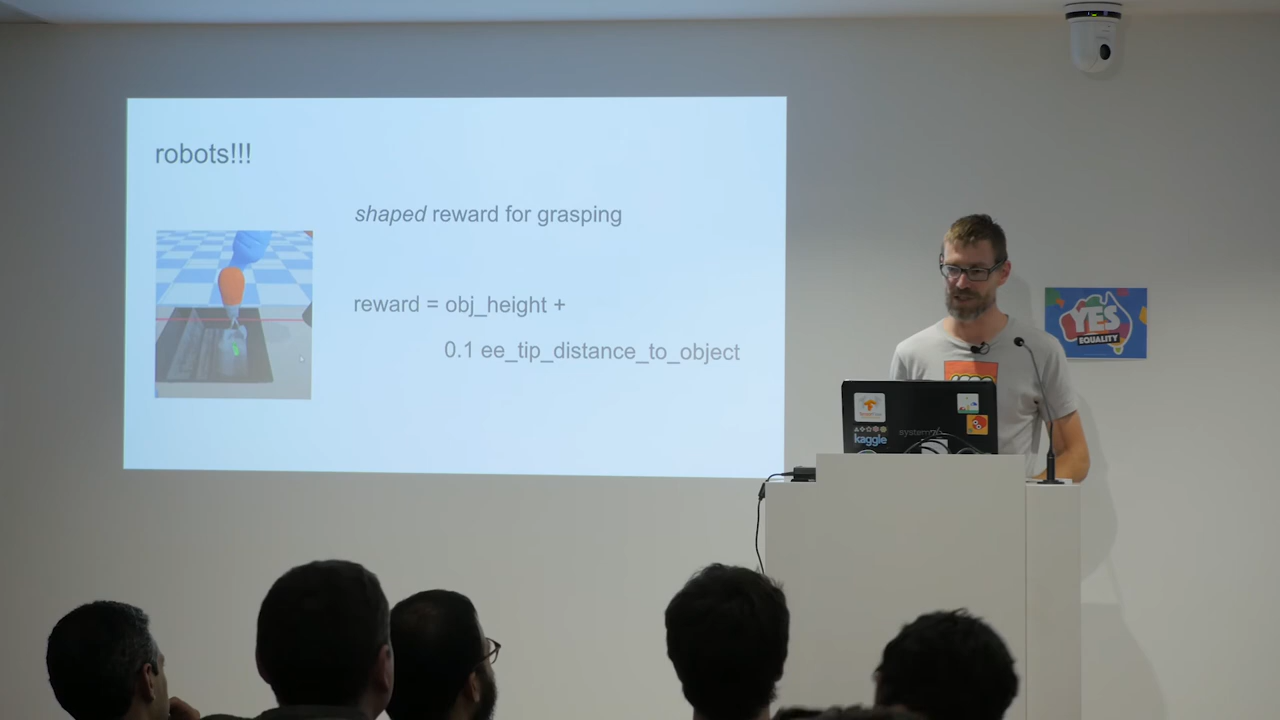 robots!!!
shaped reward for grasping
reward = obj_height +
0.1 ee_tip_distance_to_object
YES
EQUALITY
kaggle